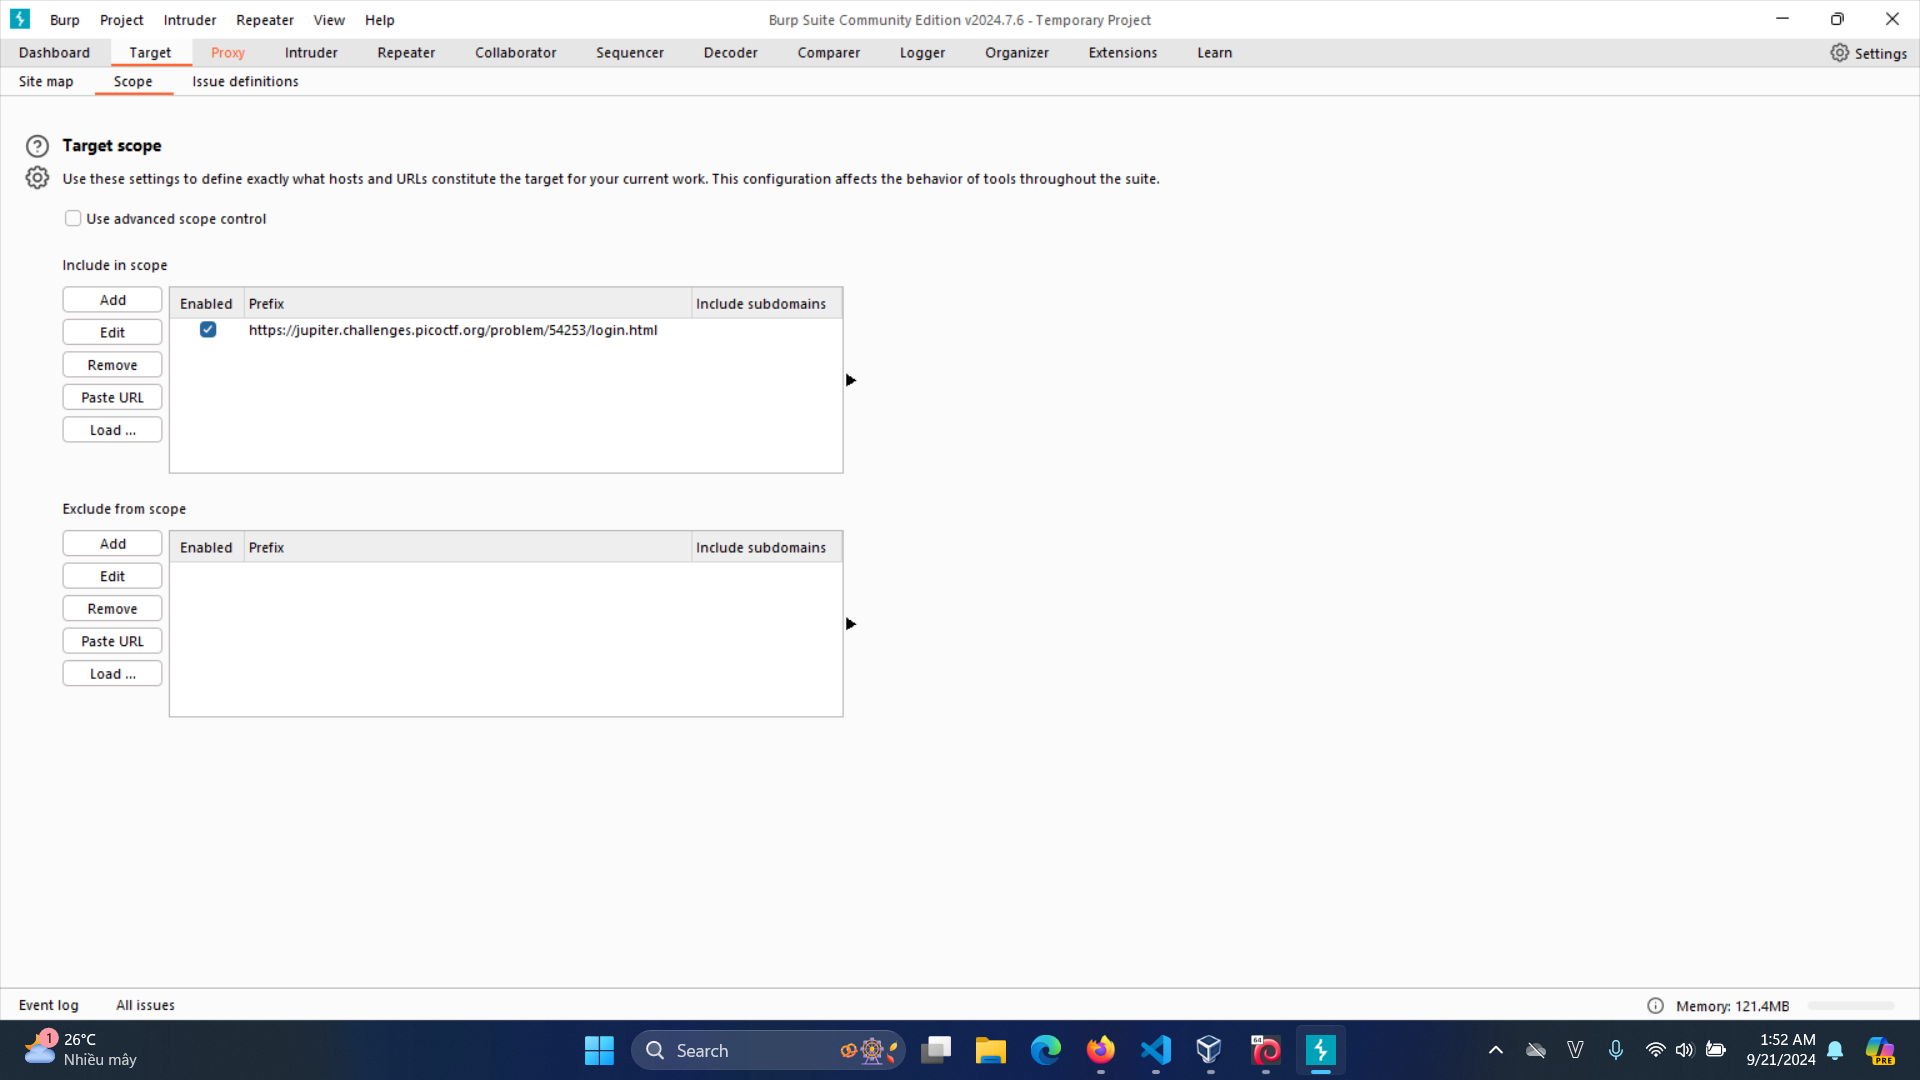 Burp Project Intruder Repeater View Help
Burp Suite Community Edition v2024.7.6 - Temporary Project
Dashboard Target Proxy Intruder Repeater Collaborator Sequencer Decoder Comparer Logger Organizer Extensions Learn Settings
Site map Scope Issue definitions
Target scope
Use these settings to define exactly what hosts and URLs constitute the target for your current work. This configuration affects the behavior of tools throughout the suite.
Use advanced scope control
Include in scope
Add
Edit
Remove
Paste URL
Load ...
Enabled Prefix Include subdomains
https://jupiter.challenges.picoctf.org/problem/54253/login.html
Exclude from scope
Add
Edit
Remove
Paste URL
Load ...
Enabled Prefix Include subdomains
Event log All issues
Memory: 121.4MB
1
26°C
Nhiều mây
Search
64
1:52 AM
9/21/2024
PRE